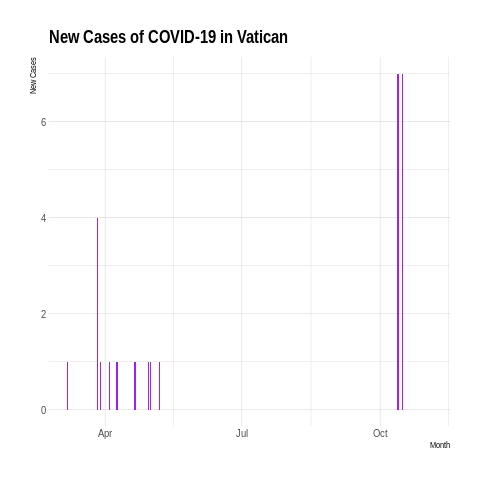 New Cases of COVID-19 in Vatican
New Cases
6
4
2
0
Apr
Jul
Oct
Month